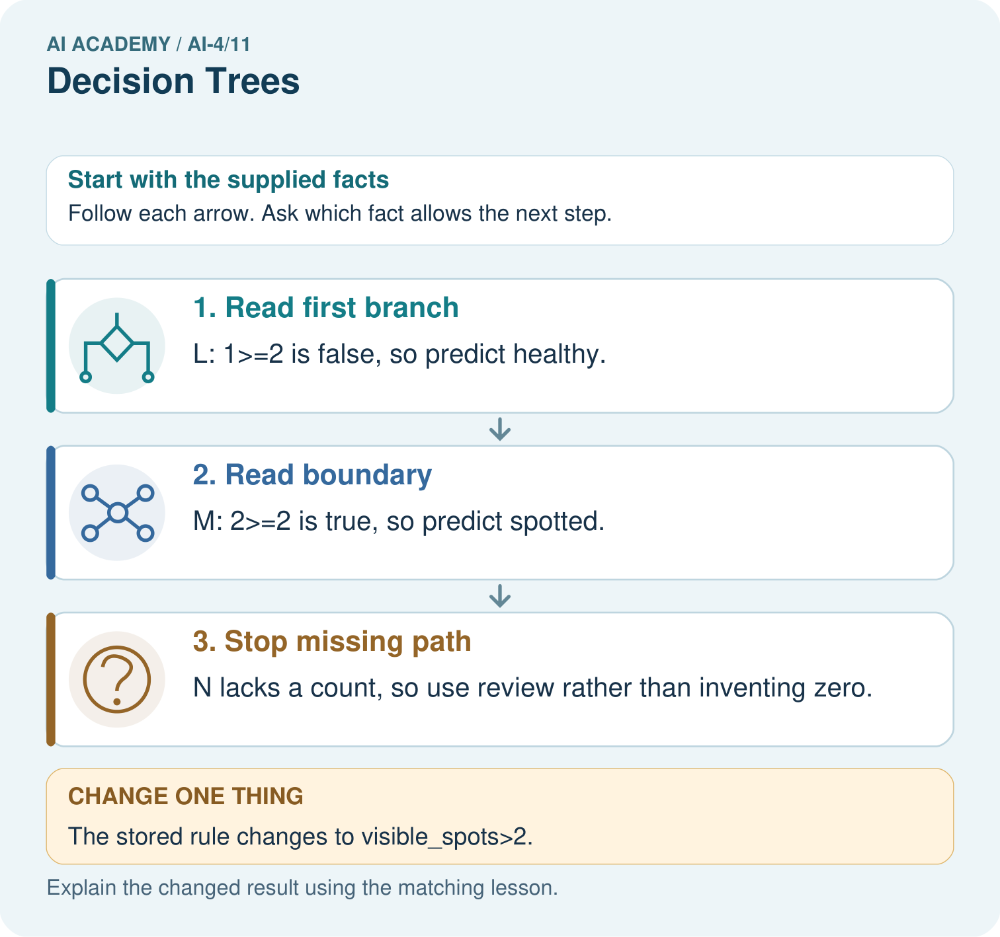 AI ACADEMY / AI-4/11
Decision Trees
Start with the supplied facts
Follow each arrow. Ask which fact allows the next step.
1. Read first branch
L: 1>=2 is false, so predict healthy.
2. Read boundary
M: 2>=2 is true, so predict spotted.
3. Stop missing path
N lacks a count, so use review rather than inventing zero.
CHANGE ONE THING
The stored rule changes to visible_spots>2.
Explain the changed result using the matching lesson.